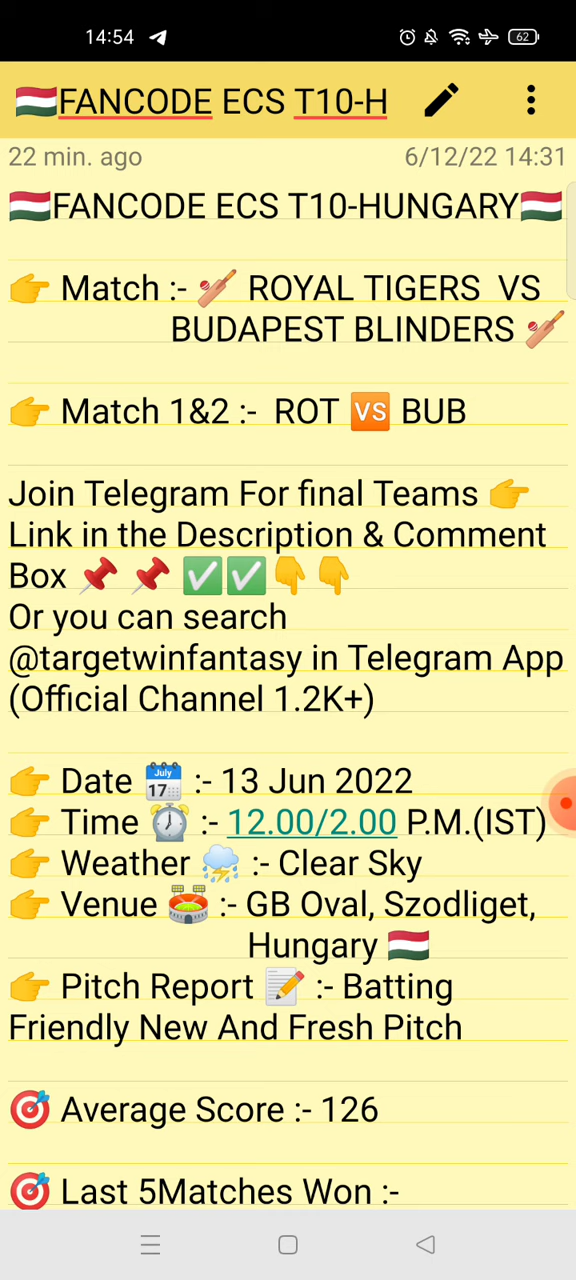 14:54 62
🇭🇺FANCODE ECS T10-H
22 min. ago 6/12/22 14:31
🇭🇺FANCODE ECS T10-HUNGARY🇭🇺
👉 Match :- 🏏 ROYAL TIGERS VS
BUDAPEST BLINDERS 🏏
👉 Match 1&2 :- ROT 🆚 BUB
Join Telegram For final Teams 👉
Link in the Description & Comment
Box 📌 📌 ✅✅👇👇
Or you can search
@targetwinfantasy in Telegram App
(Official Channel 1.2K+)
👉 Date 📅 :- 13 Jun 2022
👉 Time ⏰ :- 12.00/2.00 P.M.(IST)
👉 Weather ⛈️ :- Clear Sky
👉 Venue 🏟️ :- GB Oval, Szodliget,
Hungary 🇭🇺
👉 Pitch Report 📝 :- Batting
Friendly New And Fresh Pitch
🎯 Average Score :- 126
🎯 Last 5Matches Won :-